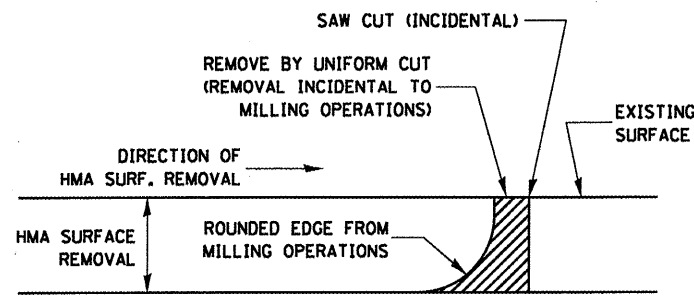 SAW CUT (INCIDENTAL)
REMOVE BY UNIFORM CUT
(REMOVAL INCIDENTAL TO
MILLING OPERATIONS)
EXISTING
SURFACE
DIRECTION OF
HMA SURF. REMOVAL
HMA SURFACE
REMOVAL
ROUNDED EDGE FROM
MILLING OPERATIONS